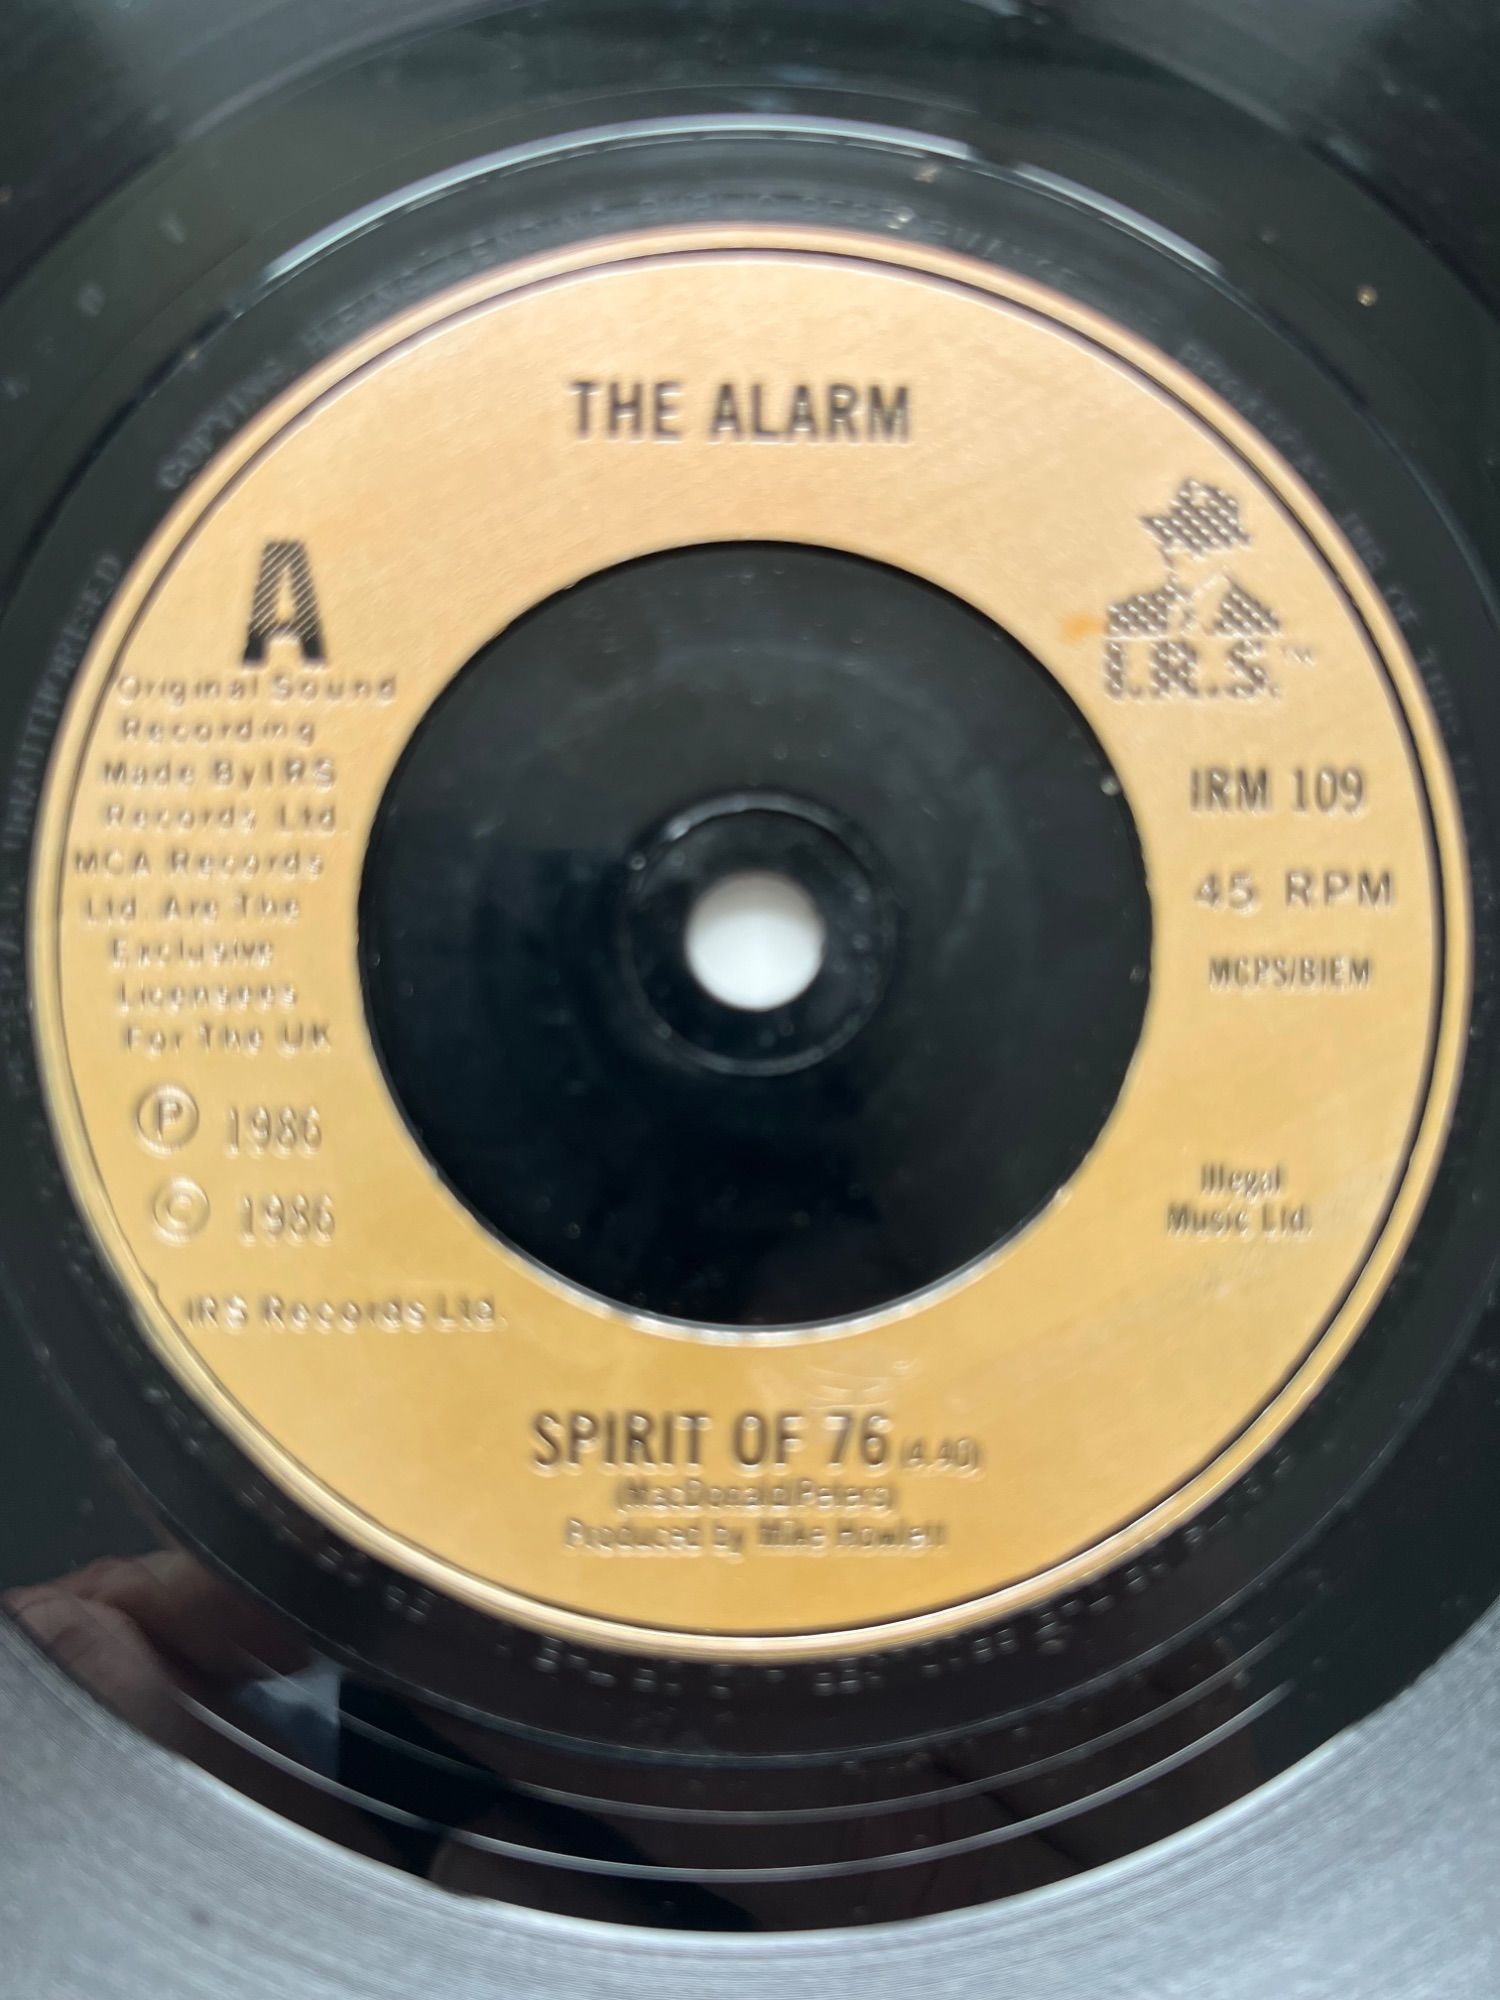 THE ALARM
A
Original Sound
Recording
Made By IRS
Records Ltd.
MCA Records
Ltd. Are The
Exclusive
Licensees
For The UK
Ⓟ 1986
© 1986
IRS Records Ltd.
I.R.S.™
IRM 109
45 RPM
MCPS/BIEM
Illegal
Music Ltd.
SPIRIT OF 76 (4.40)
(MacDonald/Peters)
Produced by Mike Howlett